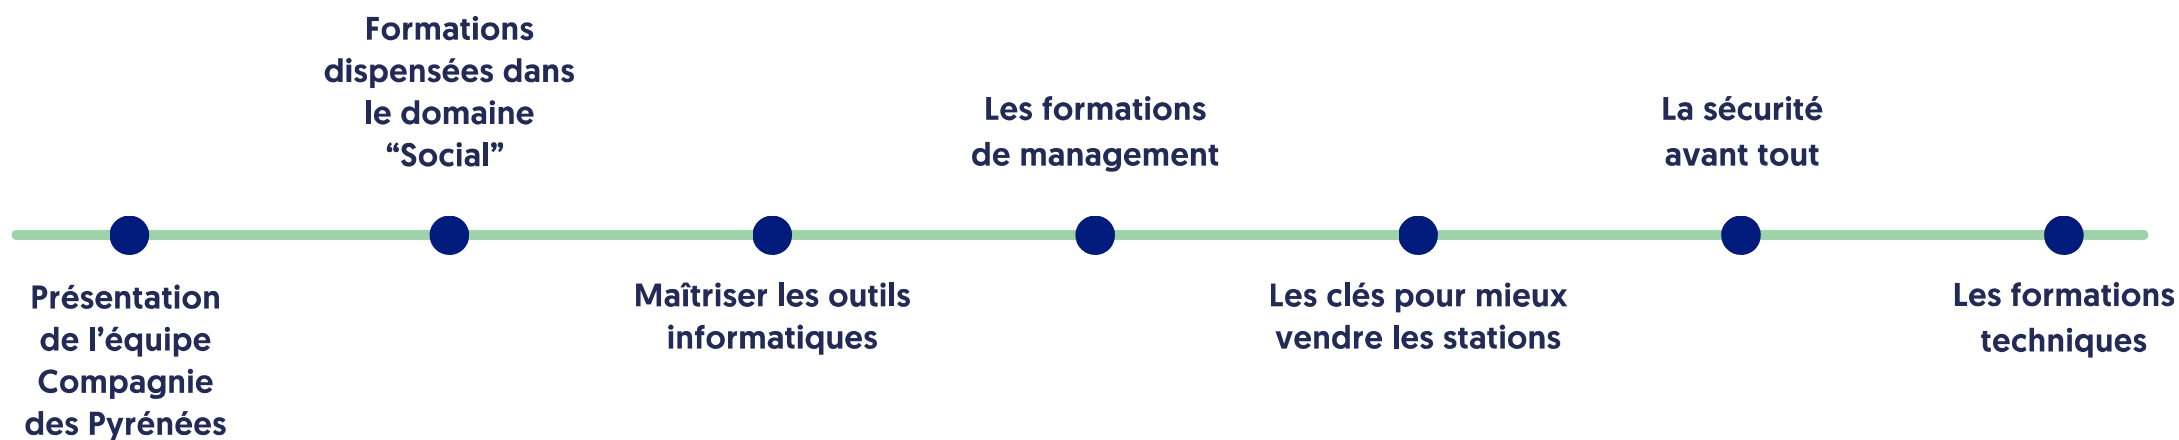 Présentation
de l’équipe
Compagnie
des Pyrénées
Formations
dispensées dans
le domaine
“Social”
Maîtriser les outils
informatiques
Les formations
de management
Les clés pour mieux
vendre les stations
La sécurité
avant tout
Les formations
techniques